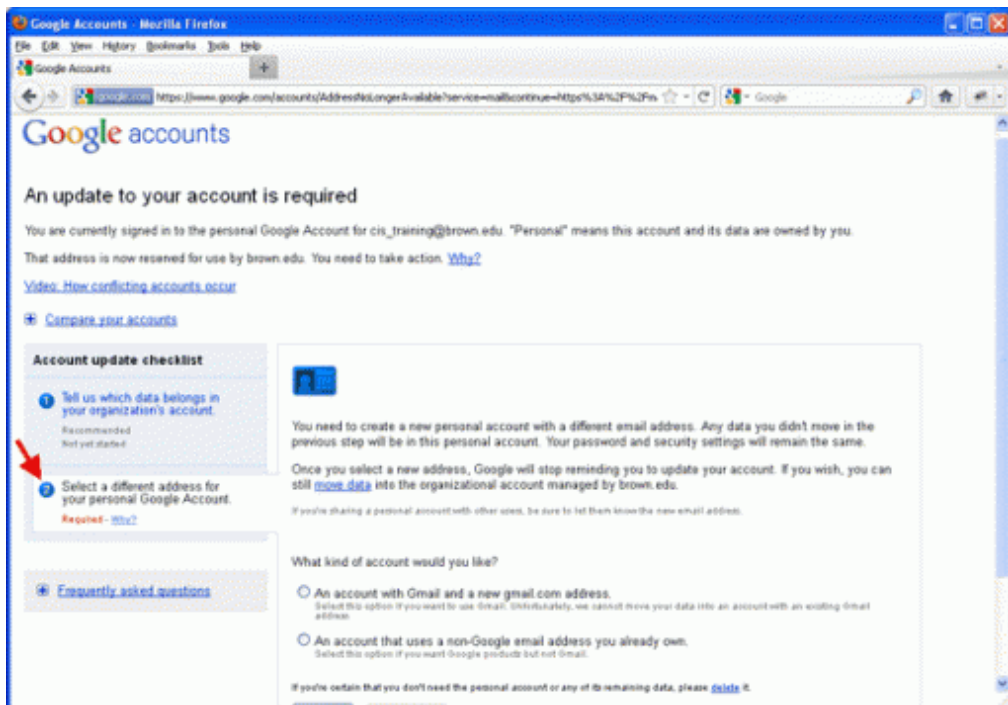 Google Accounts - Mozilla Firefox
File Edit View History Bookmarks Tools Help
Google Accounts
google.com https://www.google.com/accounts/AddressNoLongerAvailable?service=mail&continue=https%3A%2F%2Fm
Google
Google accounts
An update to your account is required
You are currently signed in to the personal Google Account for cis_training@brown.edu. "Personal" means this account and its data are owned by you.
That address is now reserved for use by brown.edu. You need to take action. Why?
Video: How conflicting accounts occur
Compare your accounts
Account update checklist
1 Tell us which data belongs in
your organization's account.
Recommended
Not yet started
2 Select a different address for
your personal Google Account.
Required - Why?
Frequently asked questions
You need to create a new personal account with a different email address. Any data you didn't move in the
previous step will be in this personal account. Your password and security settings will remain the same.
Once you select a new address, Google will stop reminding you to update your account. If you wish, you can
still move data into the organizational account managed by brown.edu.
If you're sharing a personal account with other users, be sure to let them know the new email address.
What kind of account would you like?
An account with Gmail and a new gmail.com address.
Select this option if you want to use Gmail. Unfortunately, we cannot move your data into an account with an existing Gmail
address.
An account that uses a non-Google email address you already own.
Select this option if you want Google products but not Gmail.
If you're certain that you don't need the personal account or any of its remaining data, please delete it.